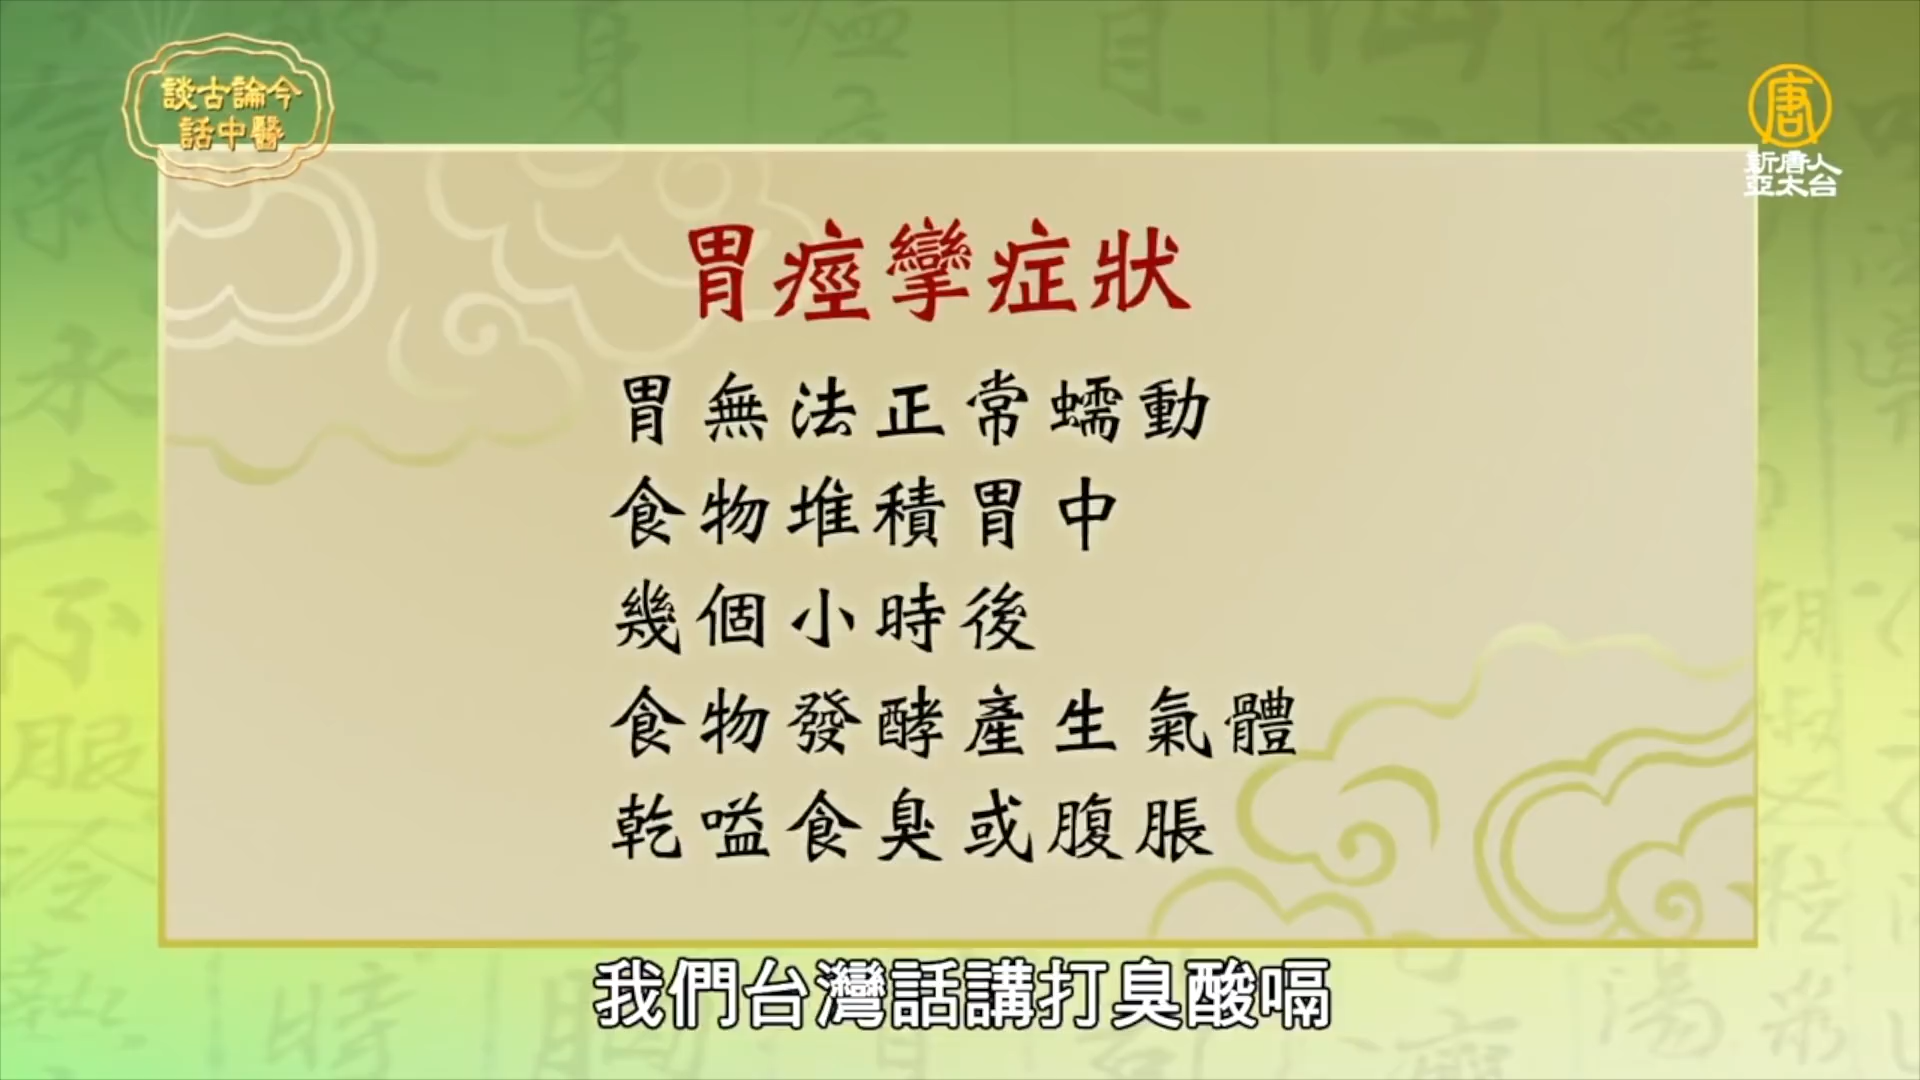 談古論今
話中醫
唐
新唐人
亞太台
胃痙攣症狀
胃無法正常蠕動
食物堆積胃中
幾個小時後
食物發酵產生氣體
乾嗌食臭或腹脹
我們台灣話講打臭酸嗝